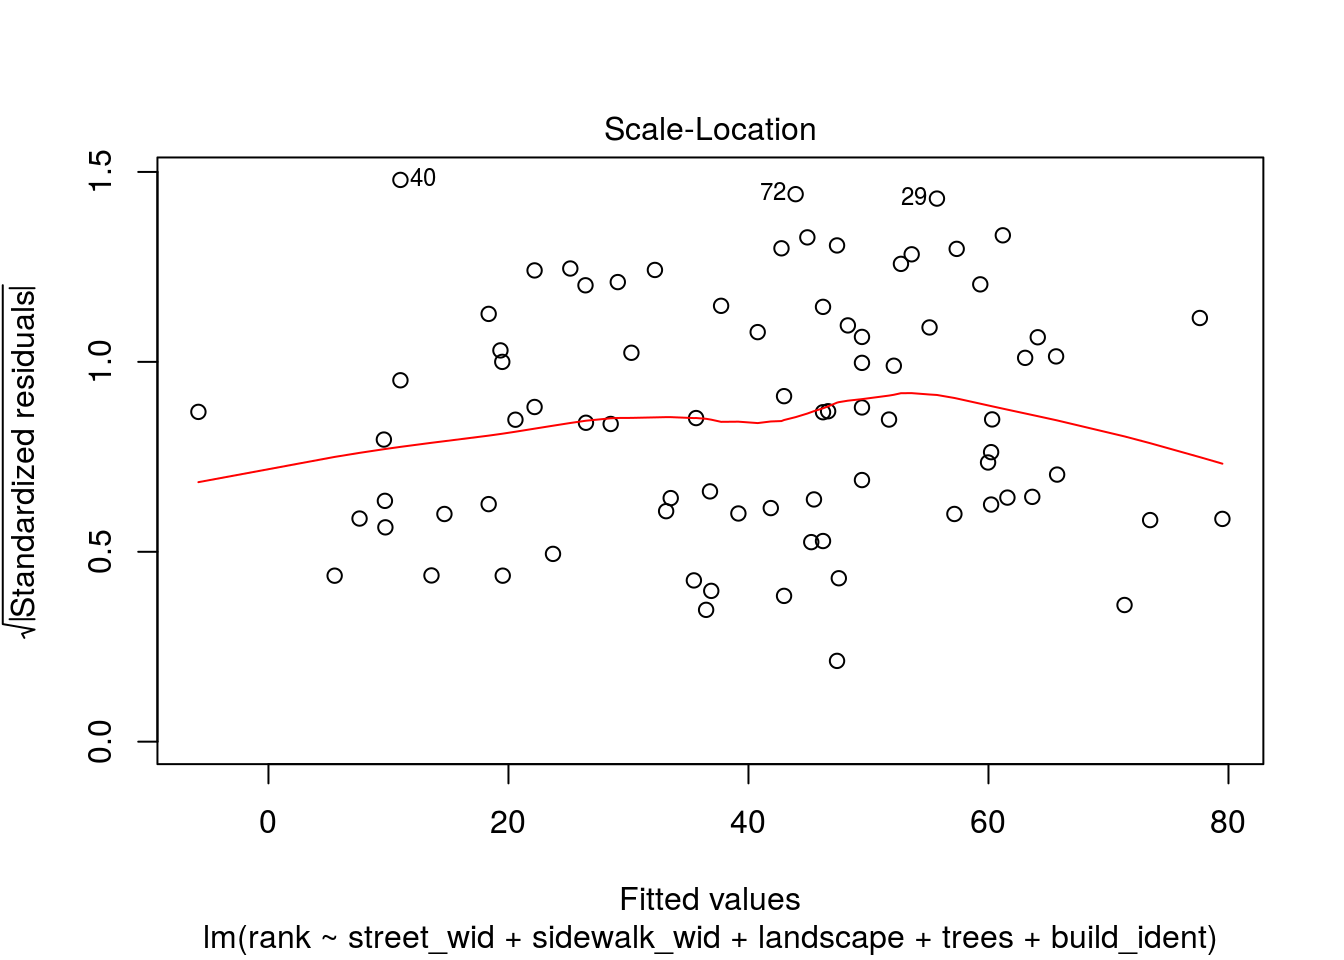 Scale-Location
√|Standardized residuals|
1.5
1.0
0.5
0.0
40
72
29
0 20 40 60 80
Fitted values
lm(rank ~ street_wid + sidewalk_wid + landscape + trees + build_ident)